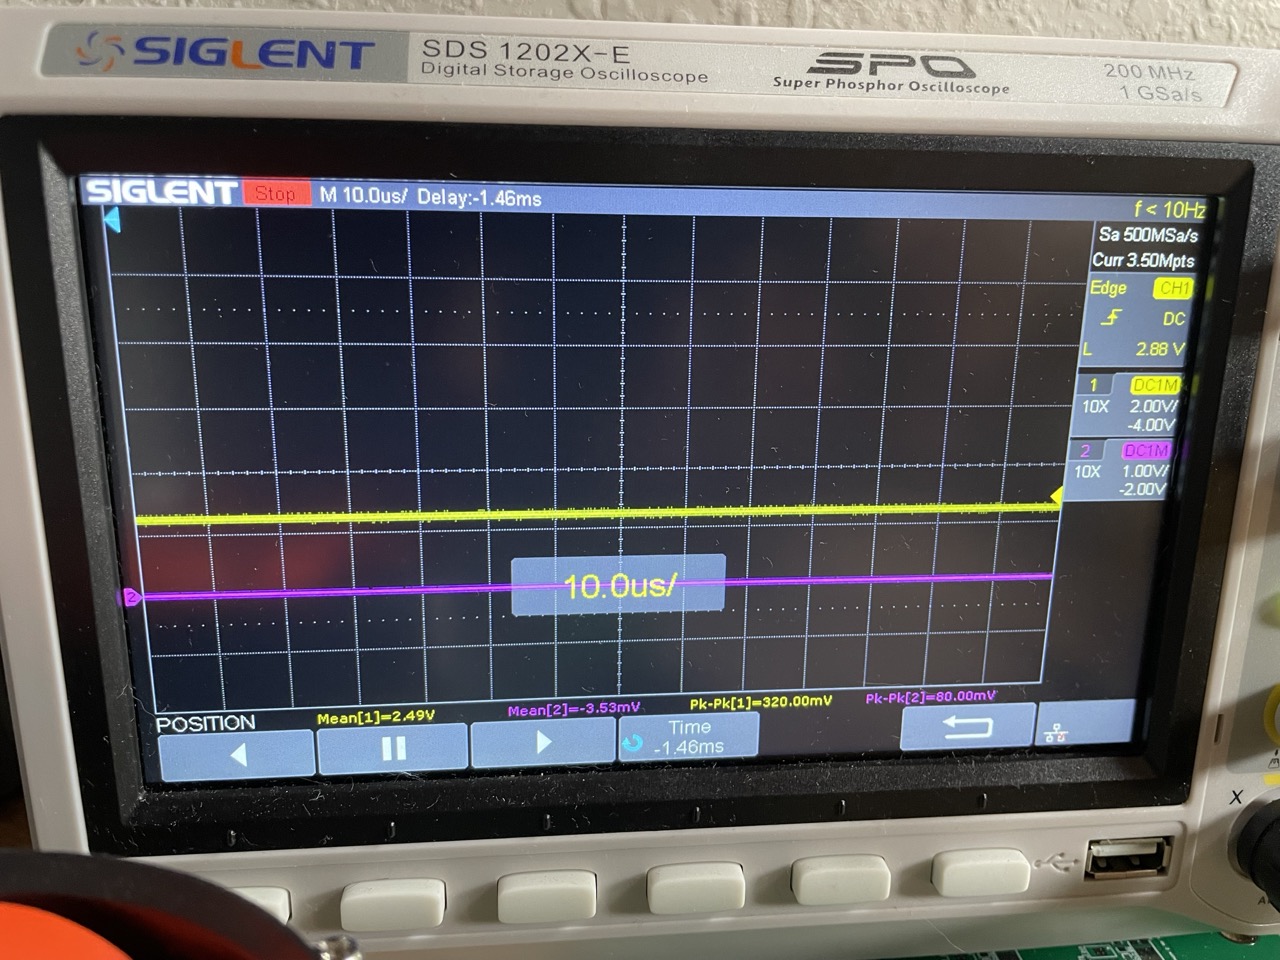 SIGLENT SDS 1202X-E
Digital Storage Oscilloscope
SPO
Super Phosphor Oscilloscope
200 MHz
1 GSa/s
SIGLENT Stop M 10.0us/ Delay:-1.46ms
f < 10Hz
Sa 500MSa/s
Curr 3.50Mpts
Edge CH1
DC
L 2.88 V
1 DC1M
10X 2.00V/
-4.00V
2 DC1M
10X 1.00V/
-2.00V
2
10.0us/
POSITION Mean[1]=2.49V Mean[2]=-3.53mV Pk-Pk[1]=320.00mV Pk-Pk[2]=80.00mV
Time
-1.46ms
X